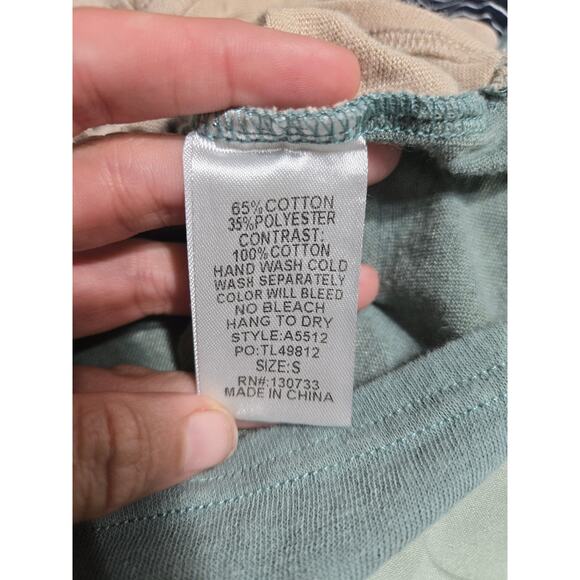 65%COTTON
35%POLYESTER
CONTRAST:
100%COTTON
HAND WASH COLD
WASH SEPARATELY
COLOR WILL BLEED
NO BLEACH
HANG TO DRY
STYLE:A5512
PO:TL49812
SIZE:S
RN#:130733
MADE IN CHINA